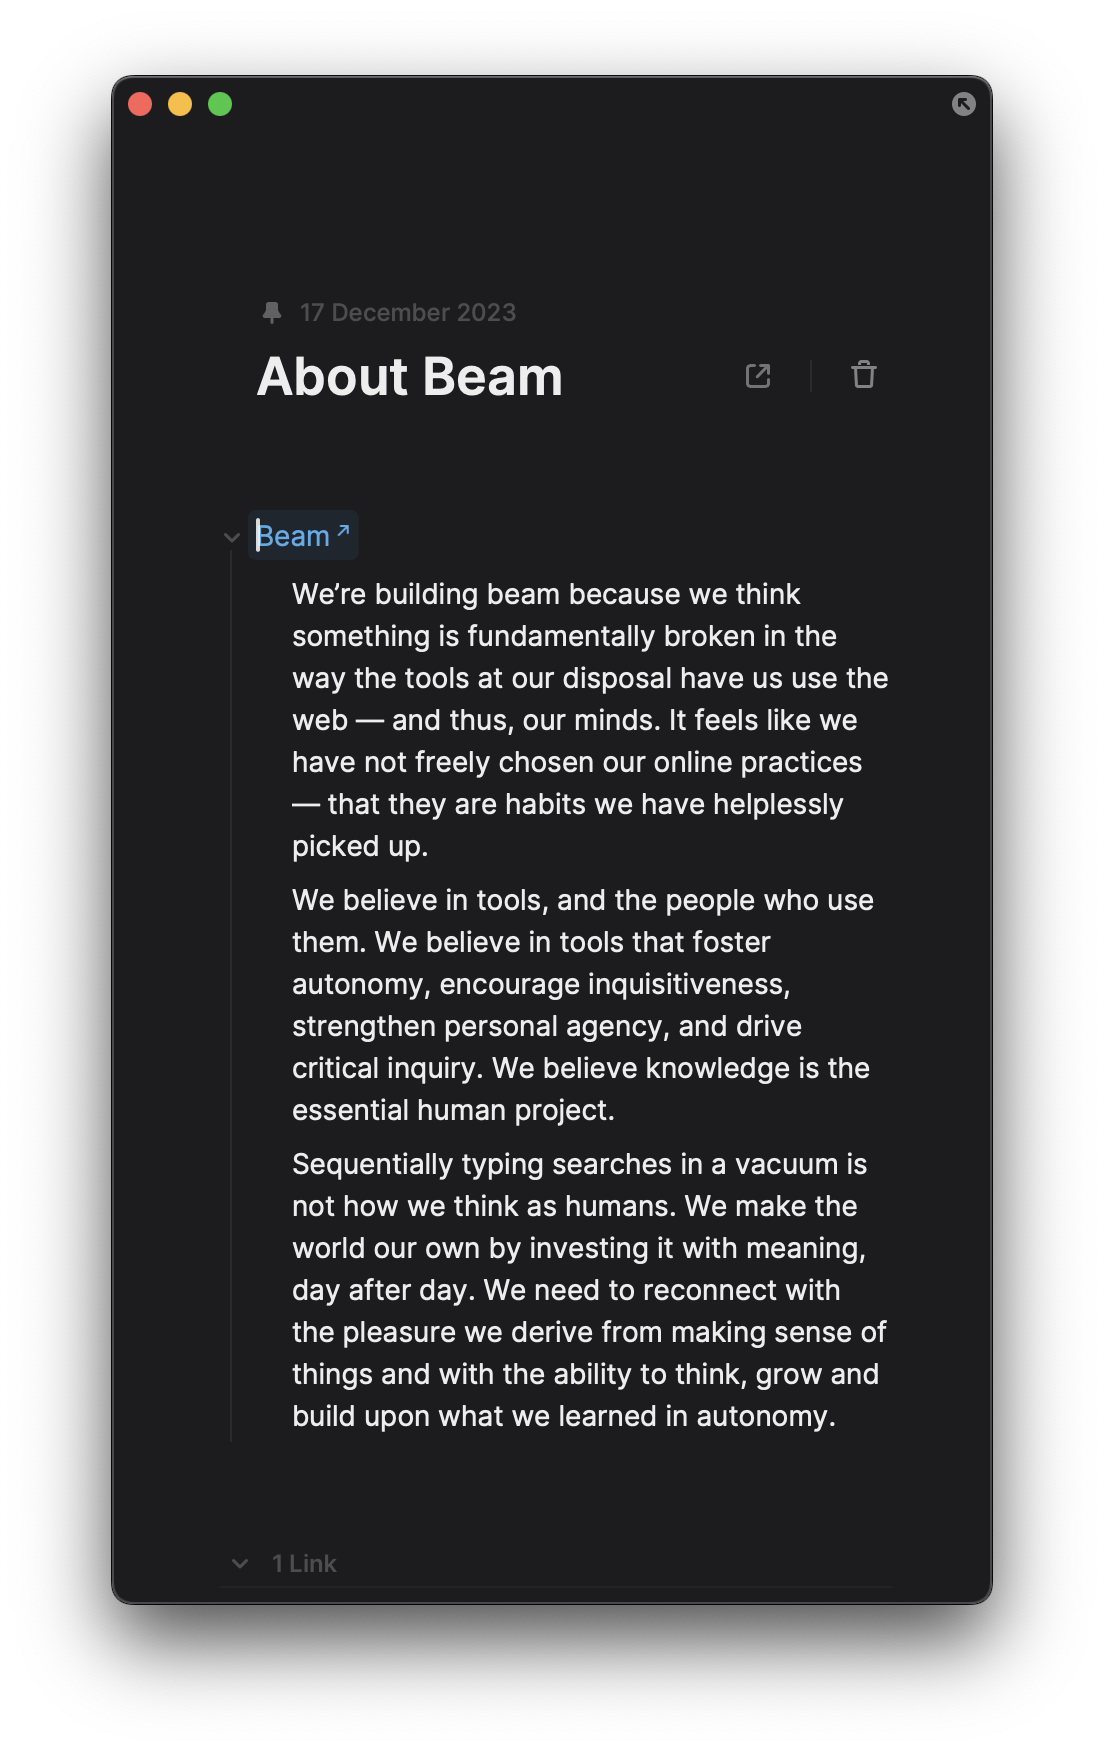 17 December 2023
About Beam
Beam
We’re building beam because we think
something is fundamentally broken in the
way the tools at our disposal have us use the
web — and thus, our minds. It feels like we
have not freely chosen our online practices
— that they are habits we have helplessly
picked up.
We believe in tools, and the people who use
them. We believe in tools that foster
autonomy, encourage inquisitiveness,
strengthen personal agency, and drive
critical inquiry. We believe knowledge is the
essential human project.
Sequentially typing searches in a vacuum is
not how we think as humans. We make the
world our own by investing it with meaning,
day after day. We need to reconnect with
the pleasure we derive from making sense of
things and with the ability to think, grow and
build upon what we learned in autonomy.
1 Link